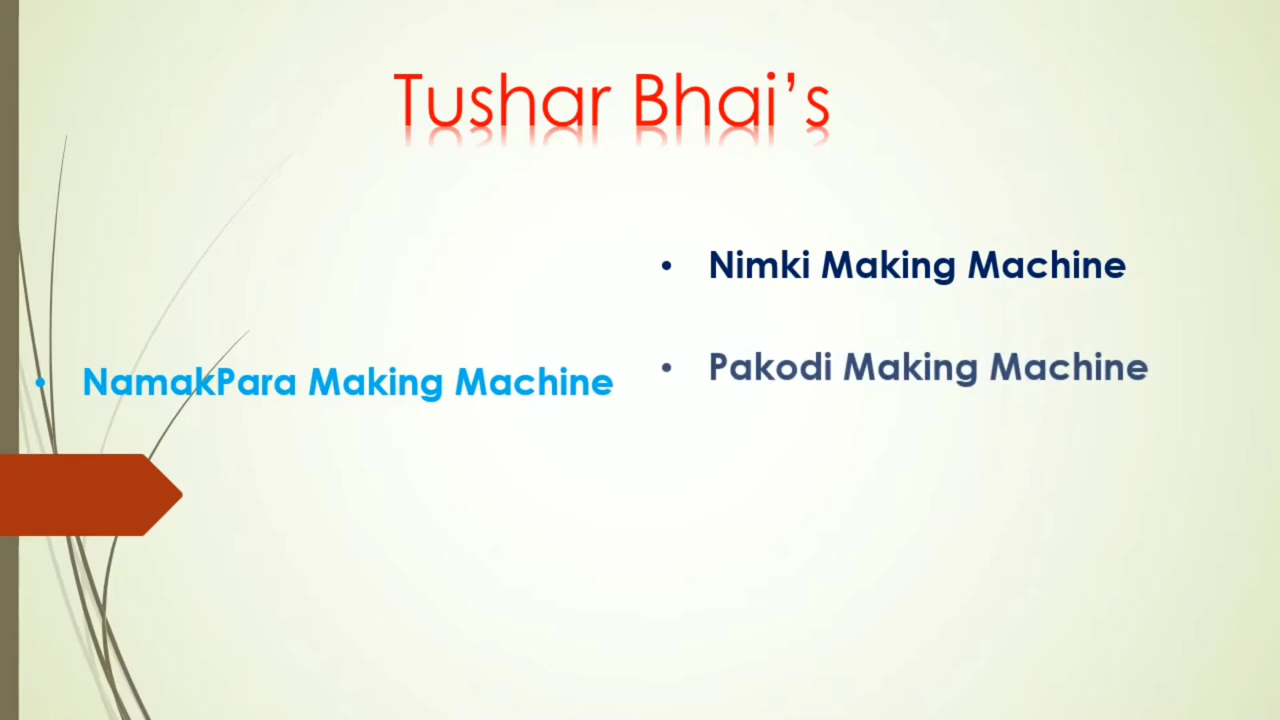 Tushar Bhai’s
• NamakPara Making Machine
• Nimki Making Machine
• Pakodi Making Machine